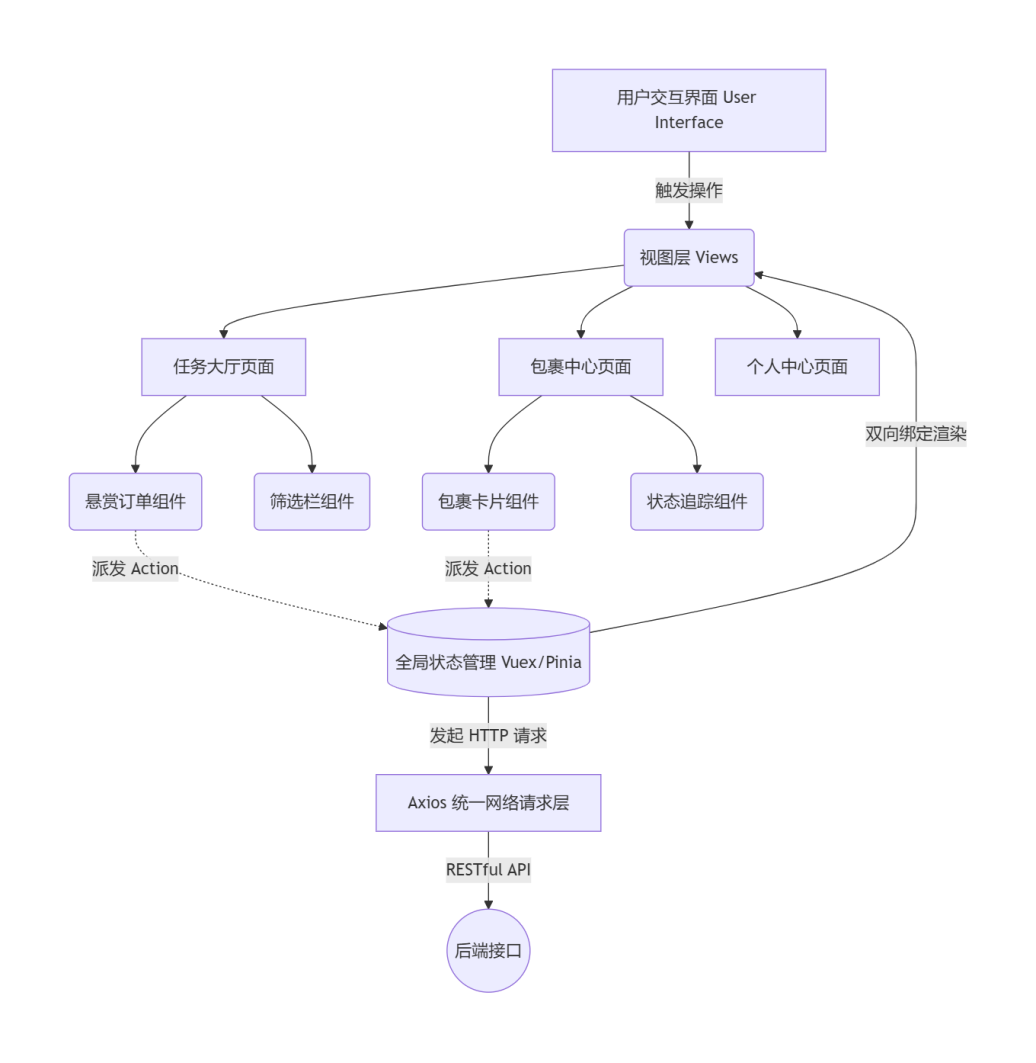 用户交互界面 User
Interface
触发操作
视图层 Views
任务大厅页面
包裹中心页面
个人中心页面
双向绑定渲染
悬赏订单组件
筛选栏组件
包裹卡片组件
状态追踪组件
派发 Action
派发 Action
全局状态管理 Vuex/Pinia
发起 HTTP 请求
Axios 统一网络请求层
RESTful API
后端接口